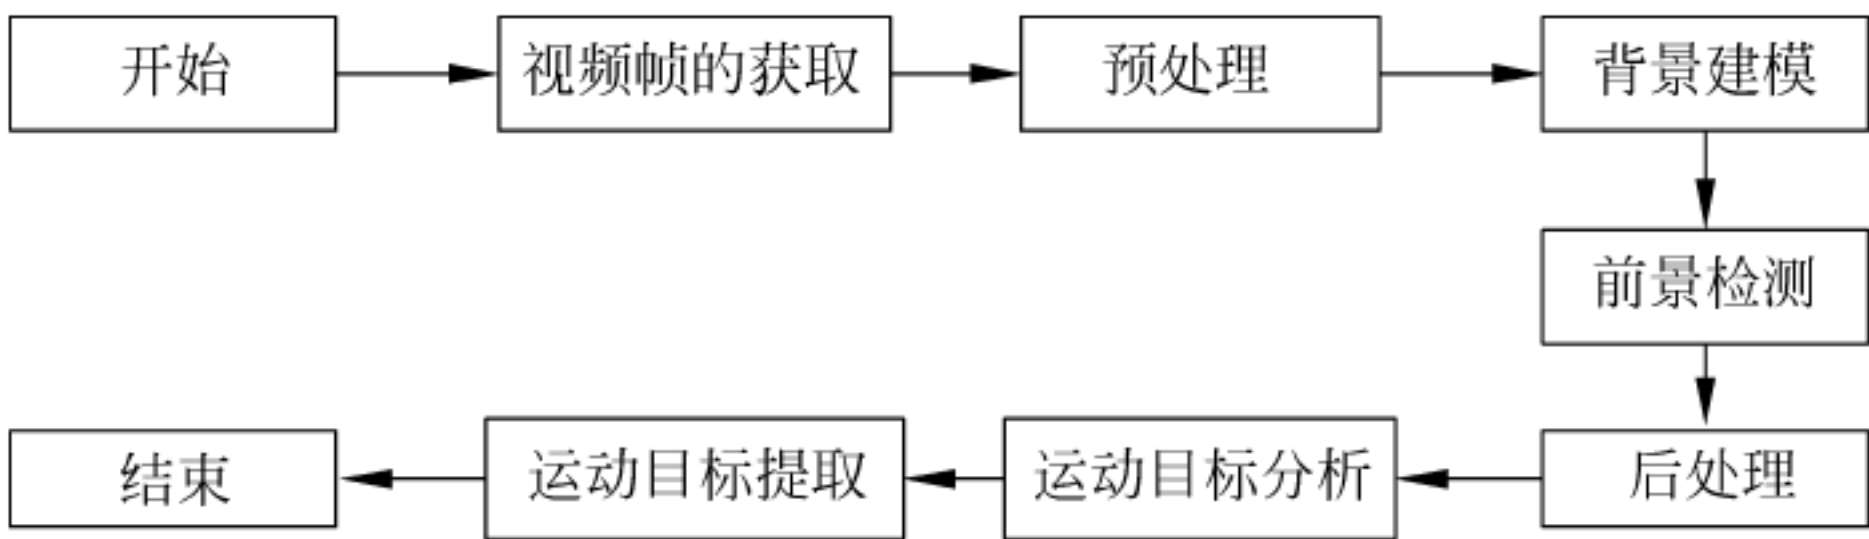 开始
视频帧的获取
预处理
背景建模
前景检测
后处理
运动目标分析
运动目标提取
结束